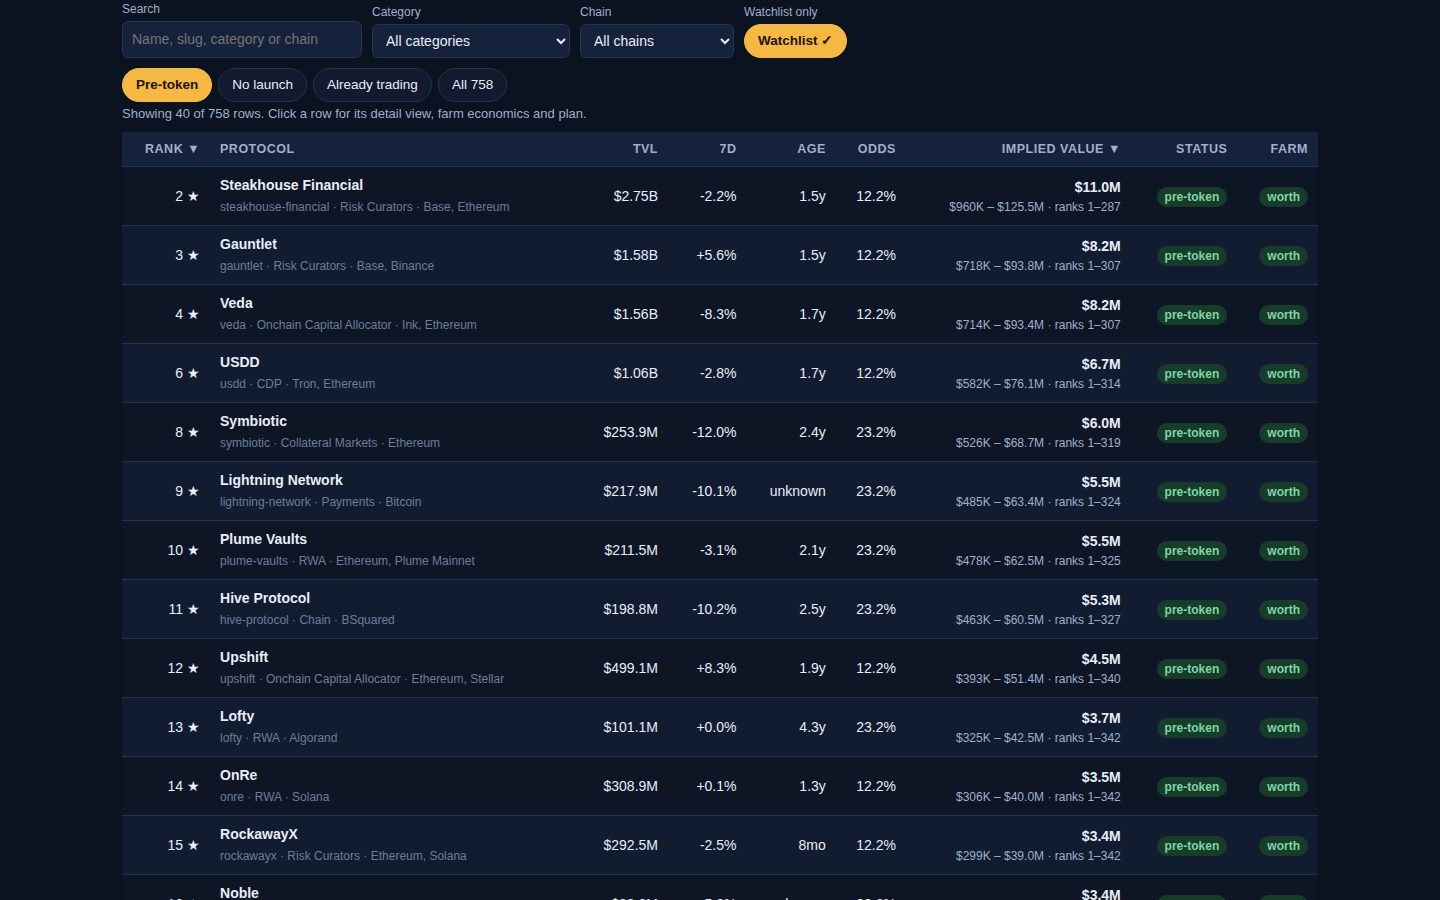 Search
Category
Chain
Watchlist only
Name, slug, category or chain
All categories
All chains
Watchlist ✓
Pre-token
No launch
Already trading
All 758
Showing 40 of 758 rows. Click a row for its detail view, farm economics and plan.
RANK ▼ PROTOCOL TVL 7D AGE ODDS IMPLIED VALUE ▼ STATUS FARM
2 ★ Steakhouse Financial $2.75B -2.2% 1.5y 12.2% $11.0M pre-token worth
steakhouse-financial · Risk Curators · Base, Ethereum $960K – $125.5M · ranks 1–287
3 ★ Gauntlet $1.58B +5.6% 1.5y 12.2% $8.2M pre-token worth
gauntlet · Risk Curators · Base, Binance $718K – $93.8M · ranks 1–307
4 ★ Veda $1.56B -8.3% 1.7y 12.2% $8.2M pre-token worth
veda · Onchain Capital Allocator · Ink, Ethereum $714K – $93.4M · ranks 1–307
6 ★ USDD $1.06B -2.8% 1.7y 12.2% $6.7M pre-token worth
usdd · CDP · Tron, Ethereum $582K – $76.1M · ranks 1–314
8 ★ Symbiotic $253.9M -12.0% 2.4y 23.2% $6.0M pre-token worth
symbiotic · Collateral Markets · Ethereum $526K – $68.7M · ranks 1–319
9 ★ Lightning Network $217.9M -10.1% unknown 23.2% $5.5M pre-token worth
lightning-network · Payments · Bitcoin $485K – $63.4M · ranks 1–324
10 ★ Plume Vaults $211.5M -3.1% 2.1y 23.2% $5.5M pre-token worth
plume-vaults · RWA · Ethereum, Plume Mainnet $478K – $62.5M · ranks 1–325
11 ★ Hive Protocol $198.8M -10.2% 2.5y 23.2% $5.3M pre-token worth
hive-protocol · Chain · BSquared $463K – $60.5M · ranks 1–327
12 ★ Upshift $499.1M +8.3% 1.9y 12.2% $4.5M pre-token worth
upshift · Onchain Capital Allocator · Ethereum, Stellar $393K – $51.4M · ranks 1–340
13 ★ Lofty $101.1M +0.0% 4.3y 23.2% $3.7M pre-token worth
lofty · RWA · Algorand $325K – $42.5M · ranks 1–342
14 ★ OnRe $308.9M +0.1% 1.3y 12.2% $3.5M pre-token worth
onre · RWA · Solana $306K – $40.0M · ranks 1–342
15 ★ RockawayX $292.5M -2.5% 8mo 12.2% $3.4M pre-token worth
rockawayx · Risk Curators · Ethereum, Solana $299K – $39.0M · ranks 1–342
Noble $3.4M